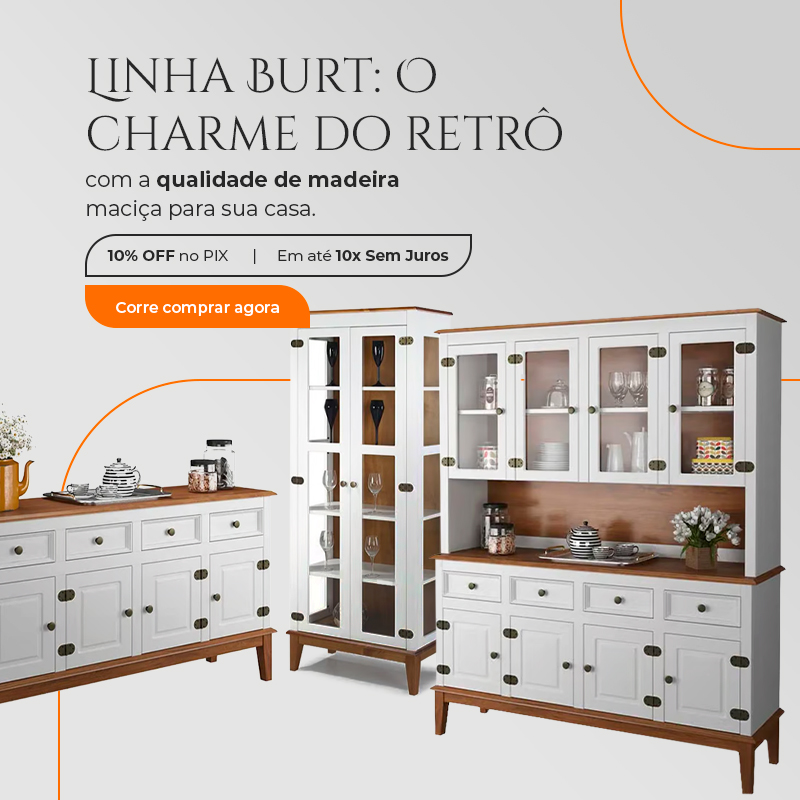 Linha Burt: O
charme do retrô
com a qualidade de madeira
maciça para sua casa.
10% OFF no PIX | Em até 10x Sem Juros
Corre comprar agora